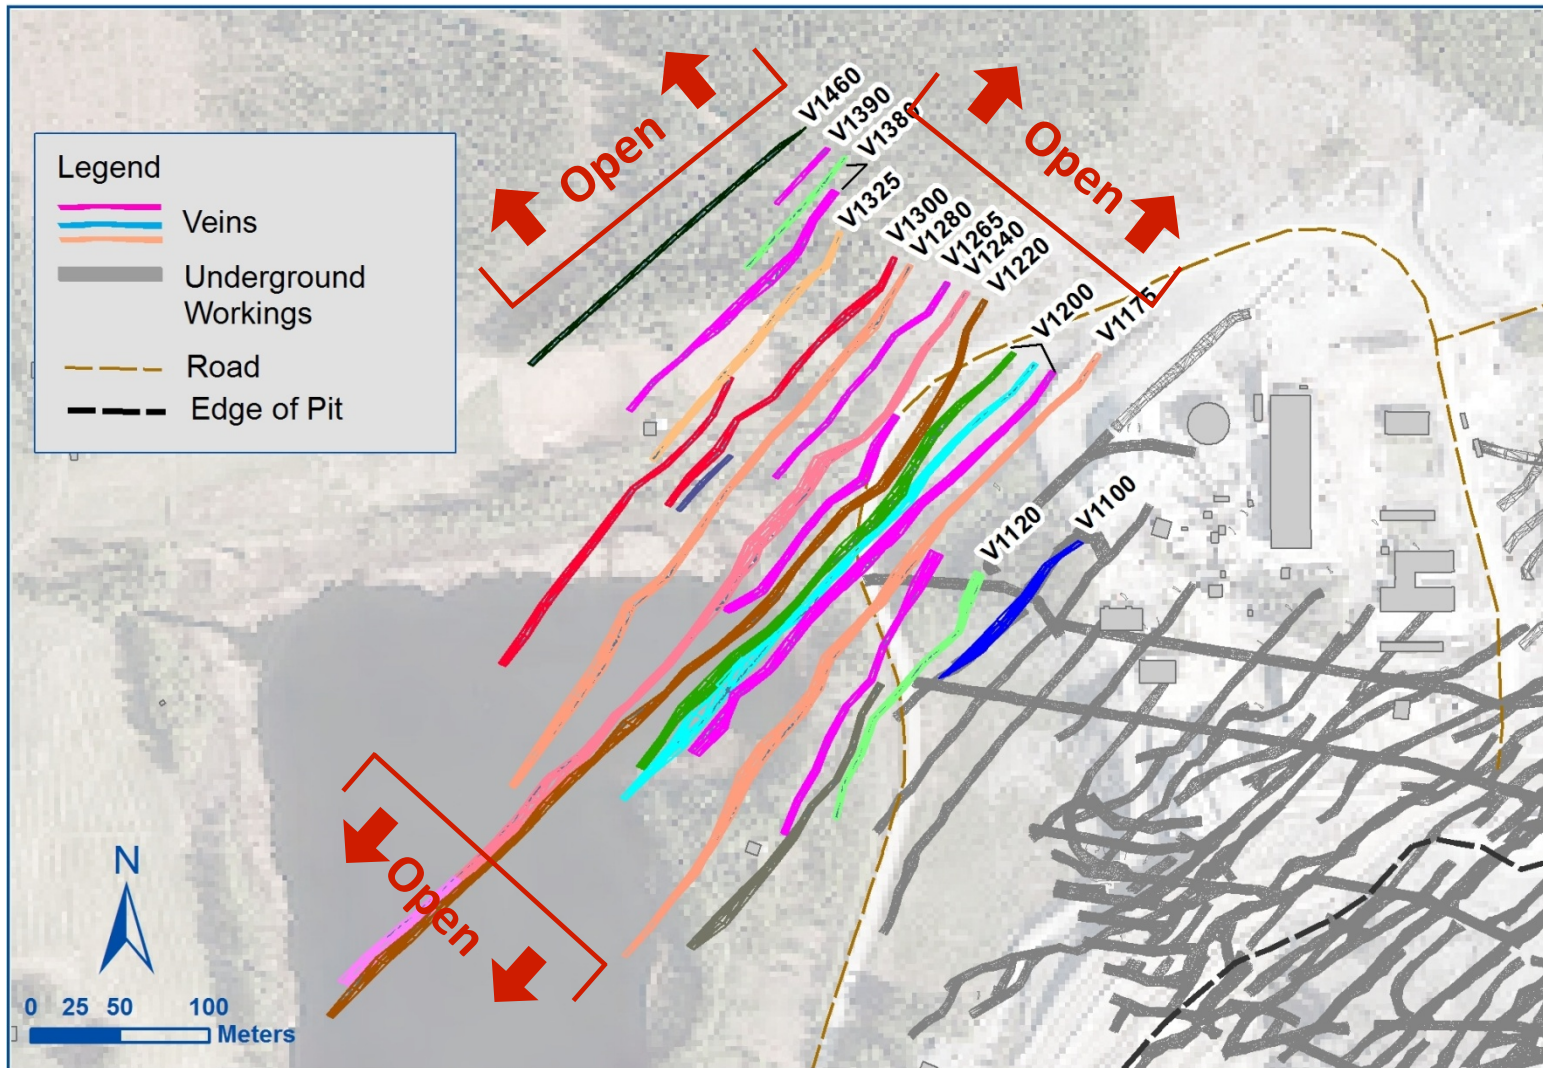 V1460
V1390
V1380
V1325
V1300
V1280
V1265
V1240
V1220
V1200
V1175
V1120
V1100
Open
Open
Open
Legend
Veins
Underground
Workings
Road
Edge of Pit
N
0 25 50 100
Meters